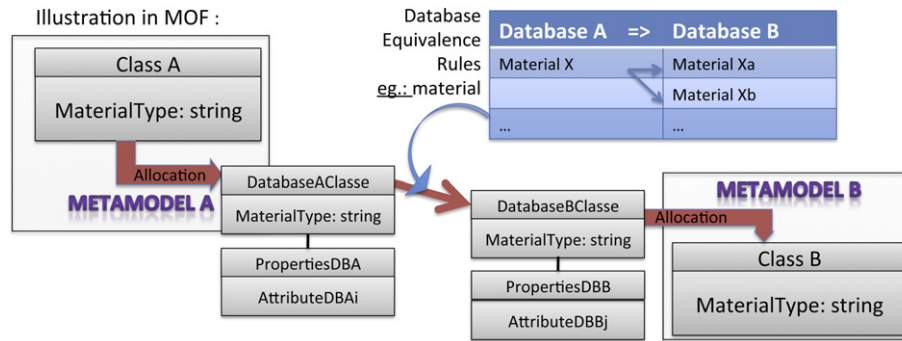 Illustration in MOF :
Class A
MaterialType: string
Allocation
METAMODEL A
DatabaseAClasse
MaterialType: string
PropertiesDBA
AttributeDBAi
Database
Equivalence
Rules
eg.: material
Database A => Database B
Material X Material Xa
Material Xb
... ...
DatabaseBClasse
MaterialType: string
PropertiesDBB
AttributeDBBj
METAMODEL B
Allocation
Class B
MaterialType: string